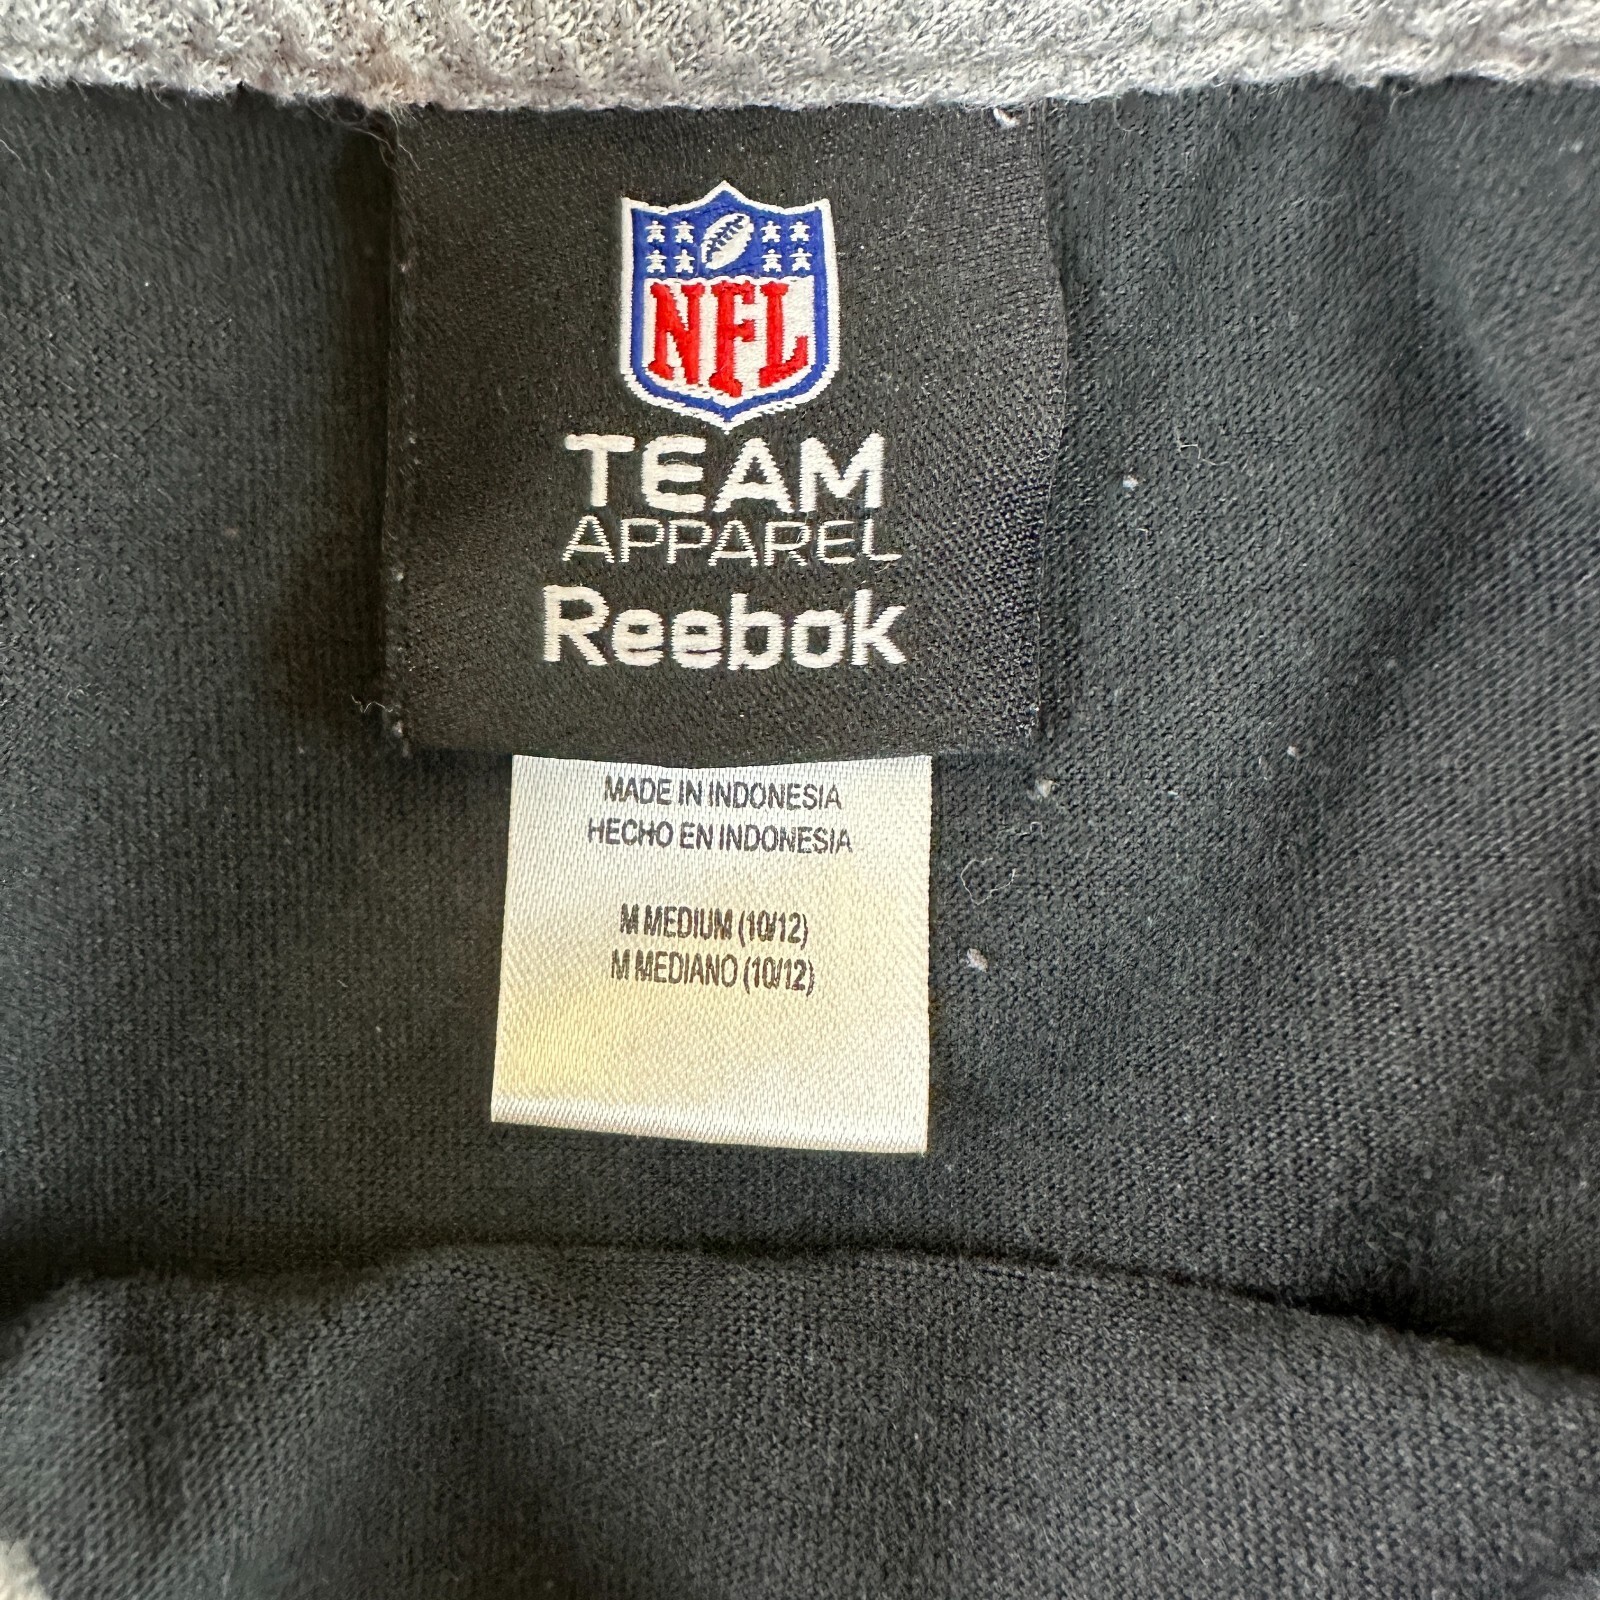 NFL
TEAM
APPAREL
Reebok
MADE IN INDONESIA
HECHO EN INDONESIA
M MEDIUM (10/12)
M MEDIANO (10/12)